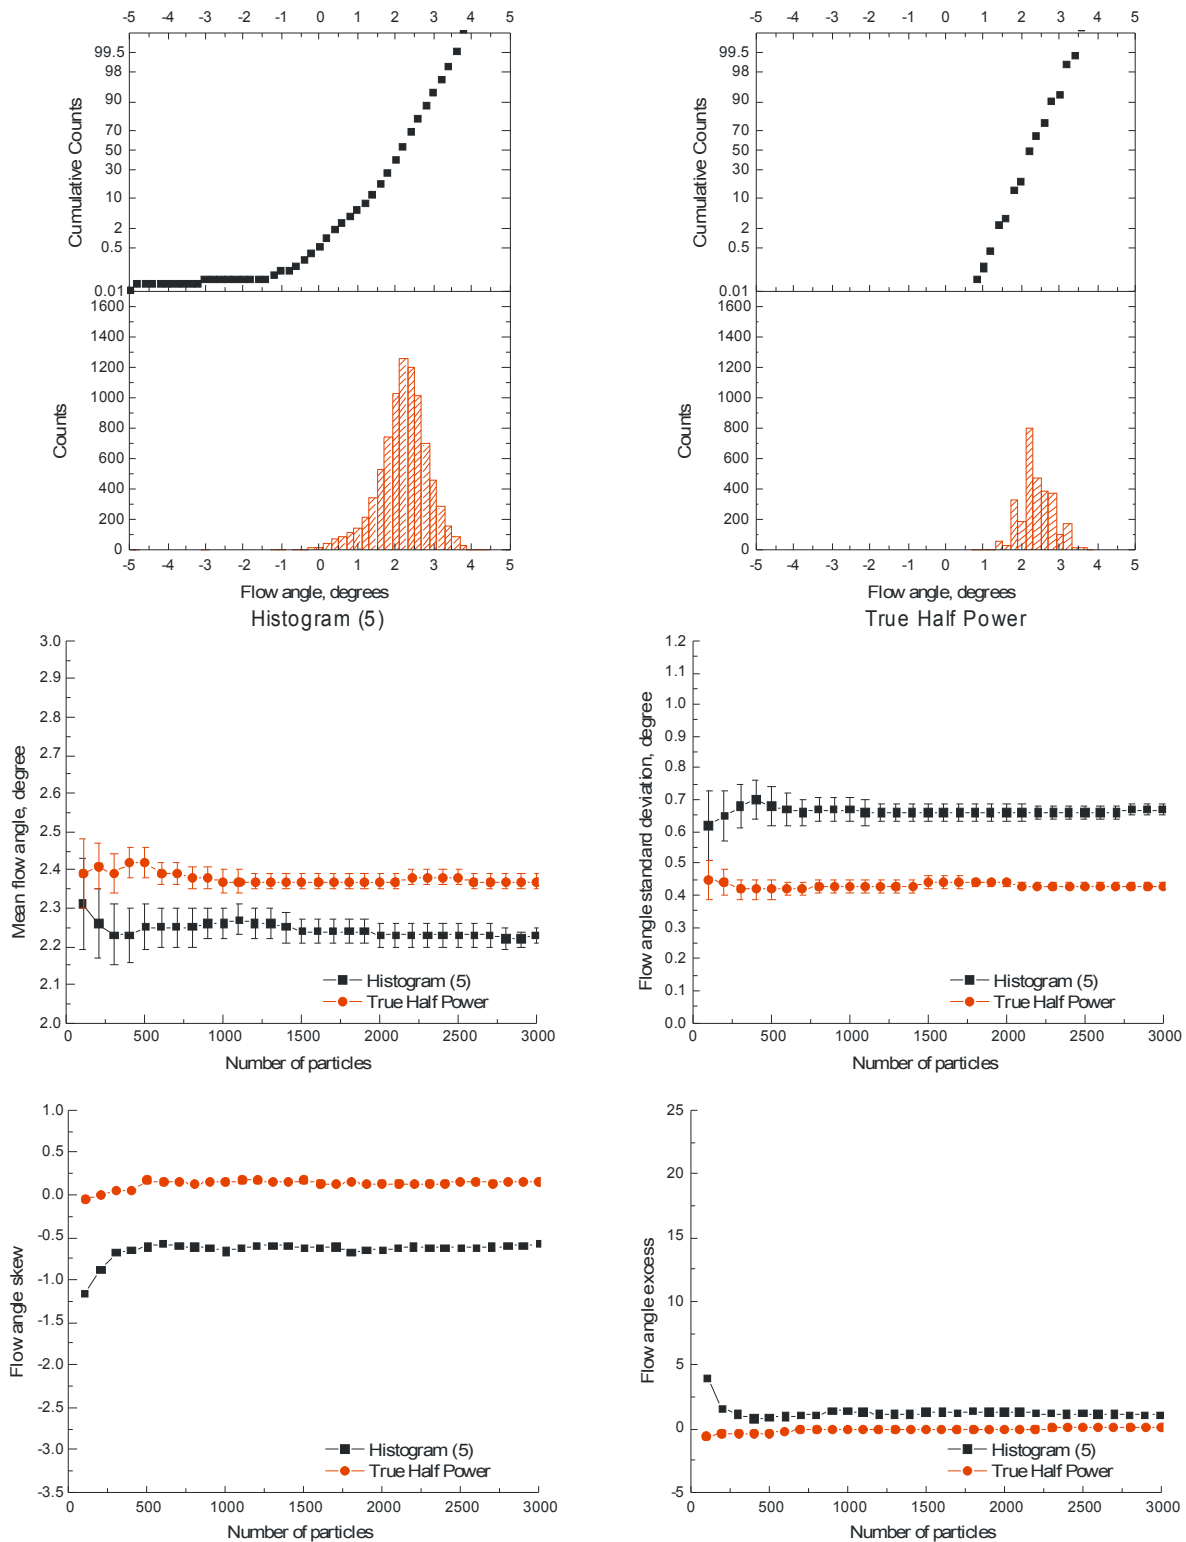 -5 -4 -3 -2 -1 0 1 2 3 4 5
99.5
98
90
70
50
30
10
2
0.5
0.01
Cumulative Counts
1600
1400
1200
1000
800
600
400
200
0
Counts
-5 -4 -3 -2 -1 0 1 2 3 4 5
Flow angle, degrees
Histogram (5)
-5 -4 -3 -2 -1 0 1 2 3 4 5
99.5
98
90
70
50
30
10
2
0.5
0.01
Cumulative Counts
1600
1400
1200
1000
800
600
400
200
0
Counts
-5 -4 -3 -2 -1 0 1 2 3 4 5
Flow angle, degrees
True Half Power
3.0
2.9
2.8
2.7
2.6
2.5
2.4
2.3
2.2
2.1
2.0
Mean flow angle, degree
Histogram (5)
True Half Power
0 500 1000 1500 2000 2500 3000
Number of particles
1.2
1.1
1.0
0.9
0.8
0.7
0.6
0.5
0.4
0.3
0.2
0.1
0.0
Flow angle standard deviation, degree
Histogram (5)
True Half Power
0 500 1000 1500 2000 2500 3000
Number of particles
1.0
0.5
0.0
-0.5
-1.0
-1.5
-2.0
-2.5
-3.0
-3.5
Flow angle skew
Histogram (5)
True Half Power
0 500 1000 1500 2000 2500 3000
Number of particles
25
20
15
10
5
0
-5
Flow angle excess
Histogram (5)
True Half Power
0 500 1000 1500 2000 2500 3000
Number of particles